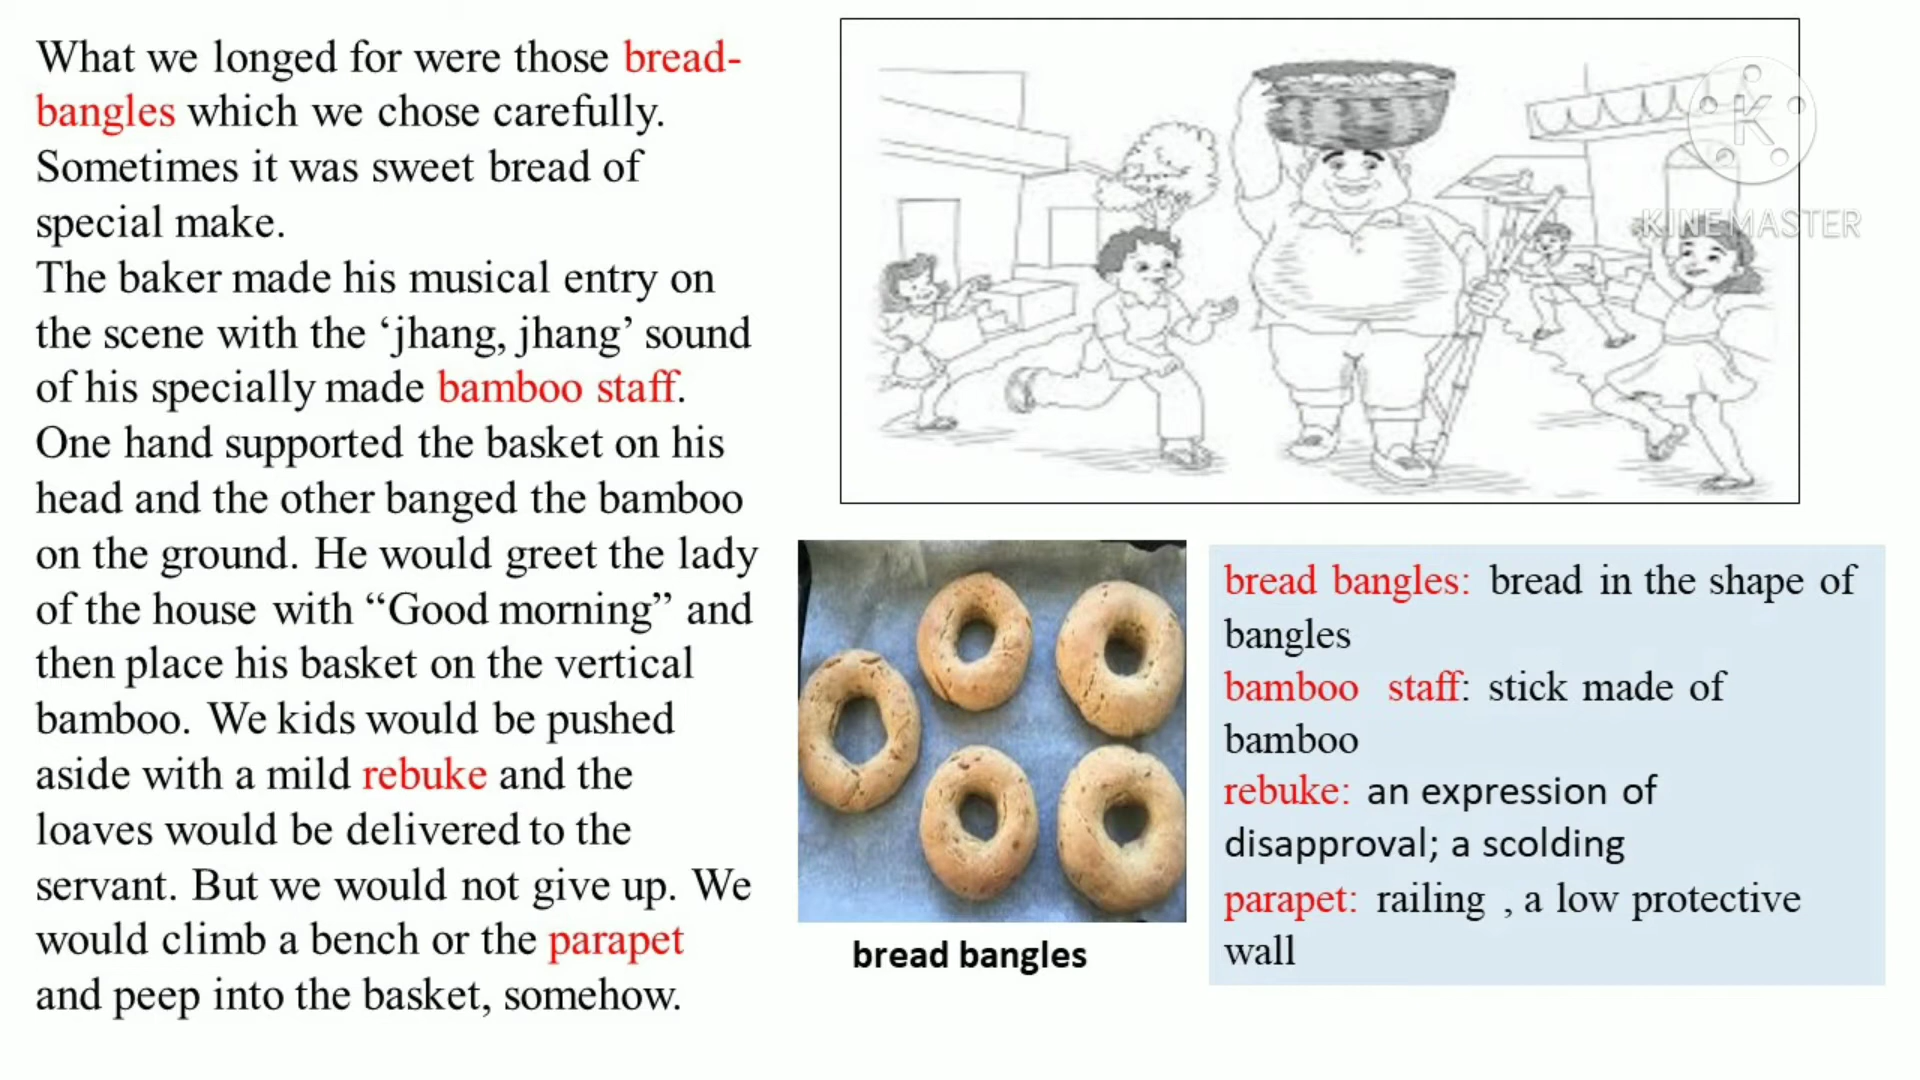 What we longed for were those bread-
bangles which we chose carefully.
Sometimes it was sweet bread of
special make.
The baker made his musical entry on
the scene with the ‘jhang, jhang’ sound
of his specially made bamboo staff.
One hand supported the basket on his
head and the other banged the bamboo
on the ground. He would greet the lady
of the house with “Good morning” and
then place his basket on the vertical
bamboo. We kids would be pushed
aside with a mild rebuke and the
loaves would be delivered to the
servant. But we would not give up. We
would climb a bench or the parapet
and peep into the basket, somehow.
K
KINEMASTER
bread bangles
bread bangles: bread in the shape of
bangles
bamboo staff: stick made of
bamboo
rebuke: an expression of
disapproval; a scolding
parapet: railing , a low protective
wall